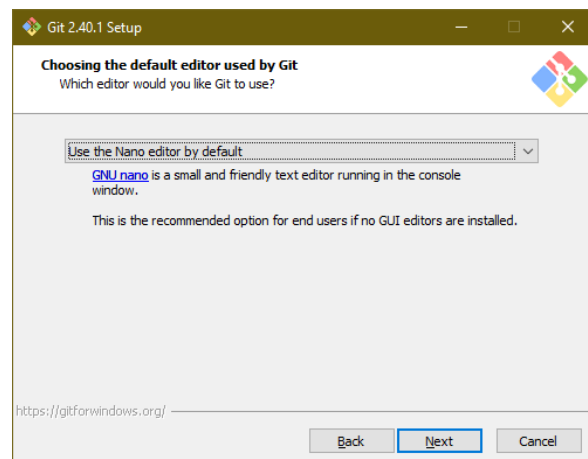 Git 2.40.1 Setup
Choosing the default editor used by Git
Which editor would you like Git to use?
Use the Nano editor by default
GNU nano is a small and friendly text editor running in the console
window.
This is the recommended option for end users if no GUI editors are installed.
https://gitforwindows.org/
Back Next Cancel